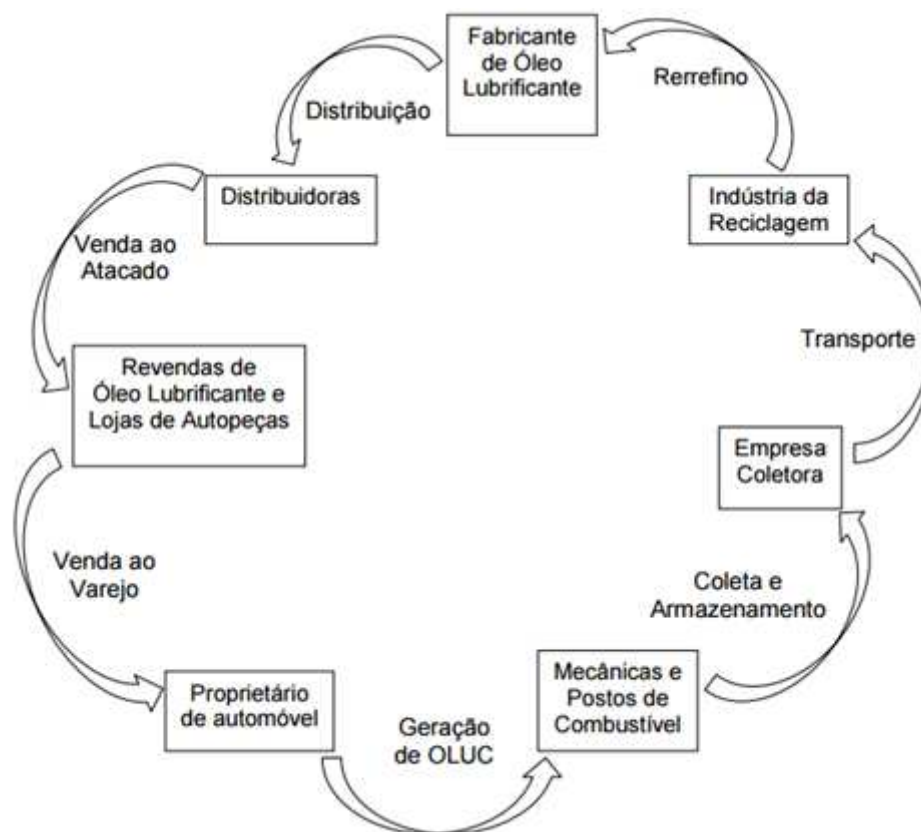 Fabricante
de Óleo
Lubrificante
Rerrefino
Distribuição
Distribuidoras
Indústria da
Reciclagem
Venda ao
Atacado
Transporte
Revendas de
Óleo Lubrificante e
Lojas de Autopeças
Empresa
Coletora
Venda ao
Varejo
Coleta e
Armazenamento
Proprietário
de automóvel
Geração
de OLUC
Mecânicas e
Postos de
Combustível